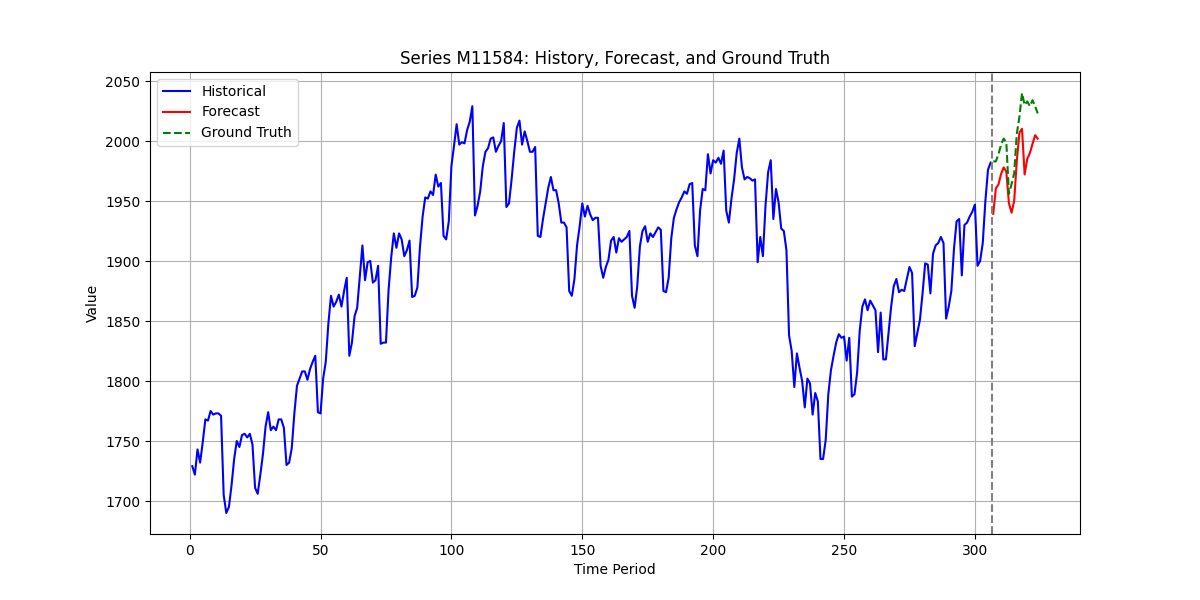 Series M11584: History, Forecast, and Ground Truth
Historical
Forecast
Ground Truth
Value
2050
2000
1950
1900
1850
1800
1750
1700
0 50 100 150 200 250 300
Time Period